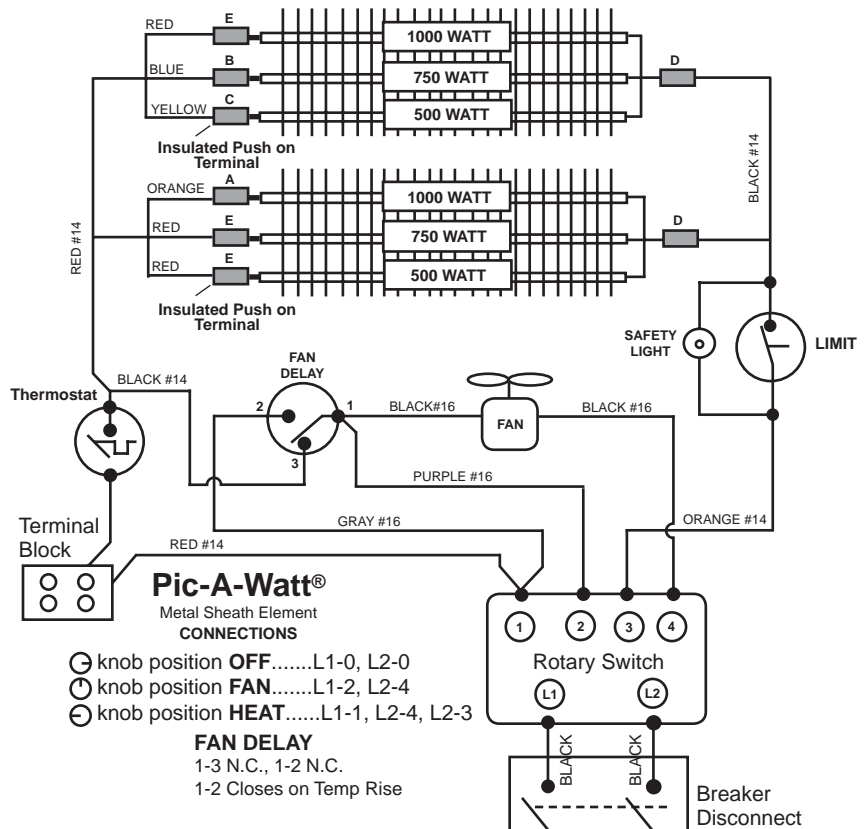 RED
E
1000 WATT
BLUE
B
750 WATT
D
YELLOW
C
500 WATT
Insulated Push on
Terminal
BLACK #14
ORANGE
A
1000 WATT
RED
E
750 WATT
D
RED
E
500 WATT
Insulated Push on
Terminal
RED #14
SAFETY
LIGHT
LIMIT
FAN
DELAY
BLACK #14
Thermostat
2
1
3
BLACK#16
FAN
BLACK #16
PURPLE #16
GRAY #16
ORANGE #14
Terminal
Block
RED #14
Pic-A-Watt®
Metal Sheath Element
CONNECTIONS
knob position OFF.......L1-0, L2-0
knob position FAN.......L1-2, L2-4
knob position HEAT......L1-1, L2-4, L2-3
FAN DELAY
1-3 N.C., 1-2 N.C.
1-2 Closes on Temp Rise
1 2 3 4
Rotary Switch
L1 L2
BLACK
BLACK
Breaker
Disconnect